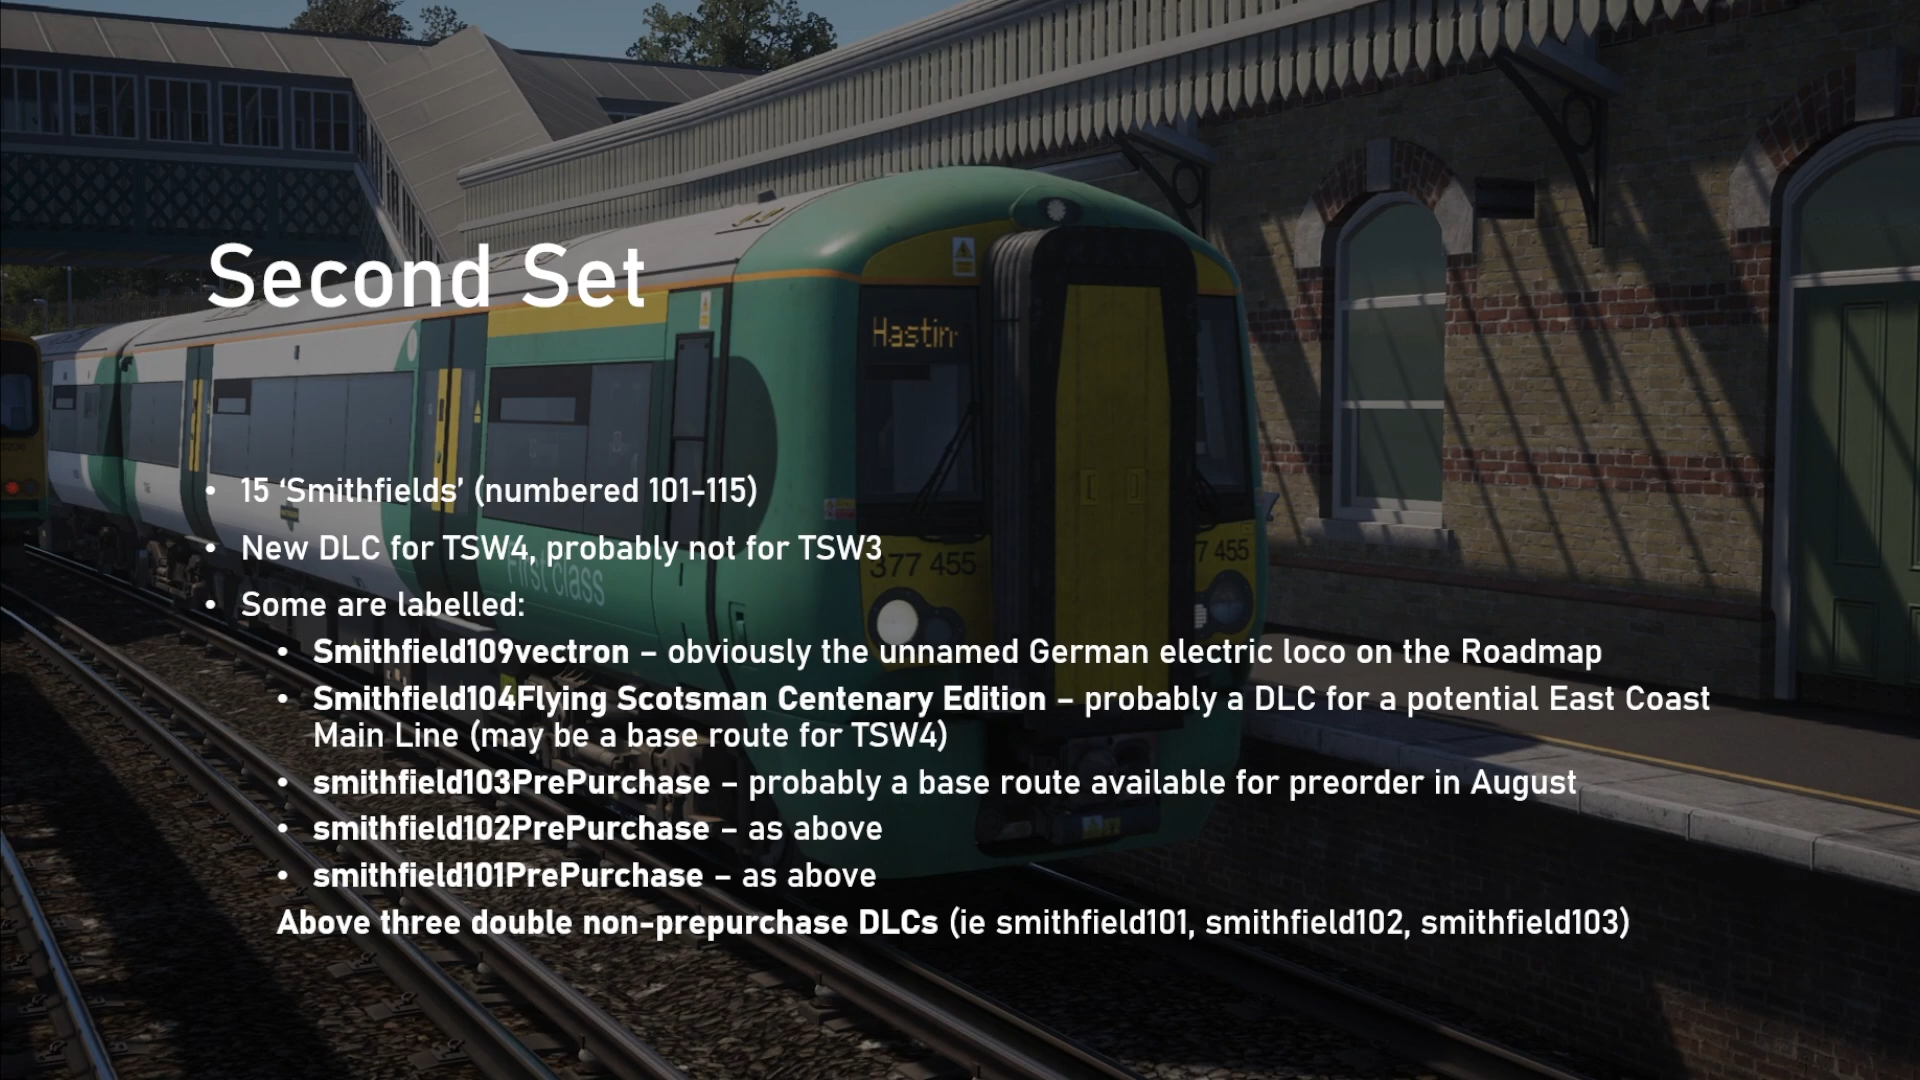 Second Set
Hastin
• 15 ‘Smithfields’ (numbered 101-115)
• New DLC for TSW4, probably not for TSW3
First class
377 455
7 455
• Some are labelled:
• Smithfield109vectron – obviously the unnamed German electric loco on the Roadmap
• Smithfield104Flying Scotsman Centenary Edition – probably a DLC for a potential East Coast
Main Line (may be a base route for TSW4)
• smithfield103PrePurchase – probably a base route available for preorder in August
• smithfield102PrePurchase – as above
• smithfield101PrePurchase – as above
Above three double non-prepurchase DLCs (ie smithfield101, smithfield102, smithfield103)